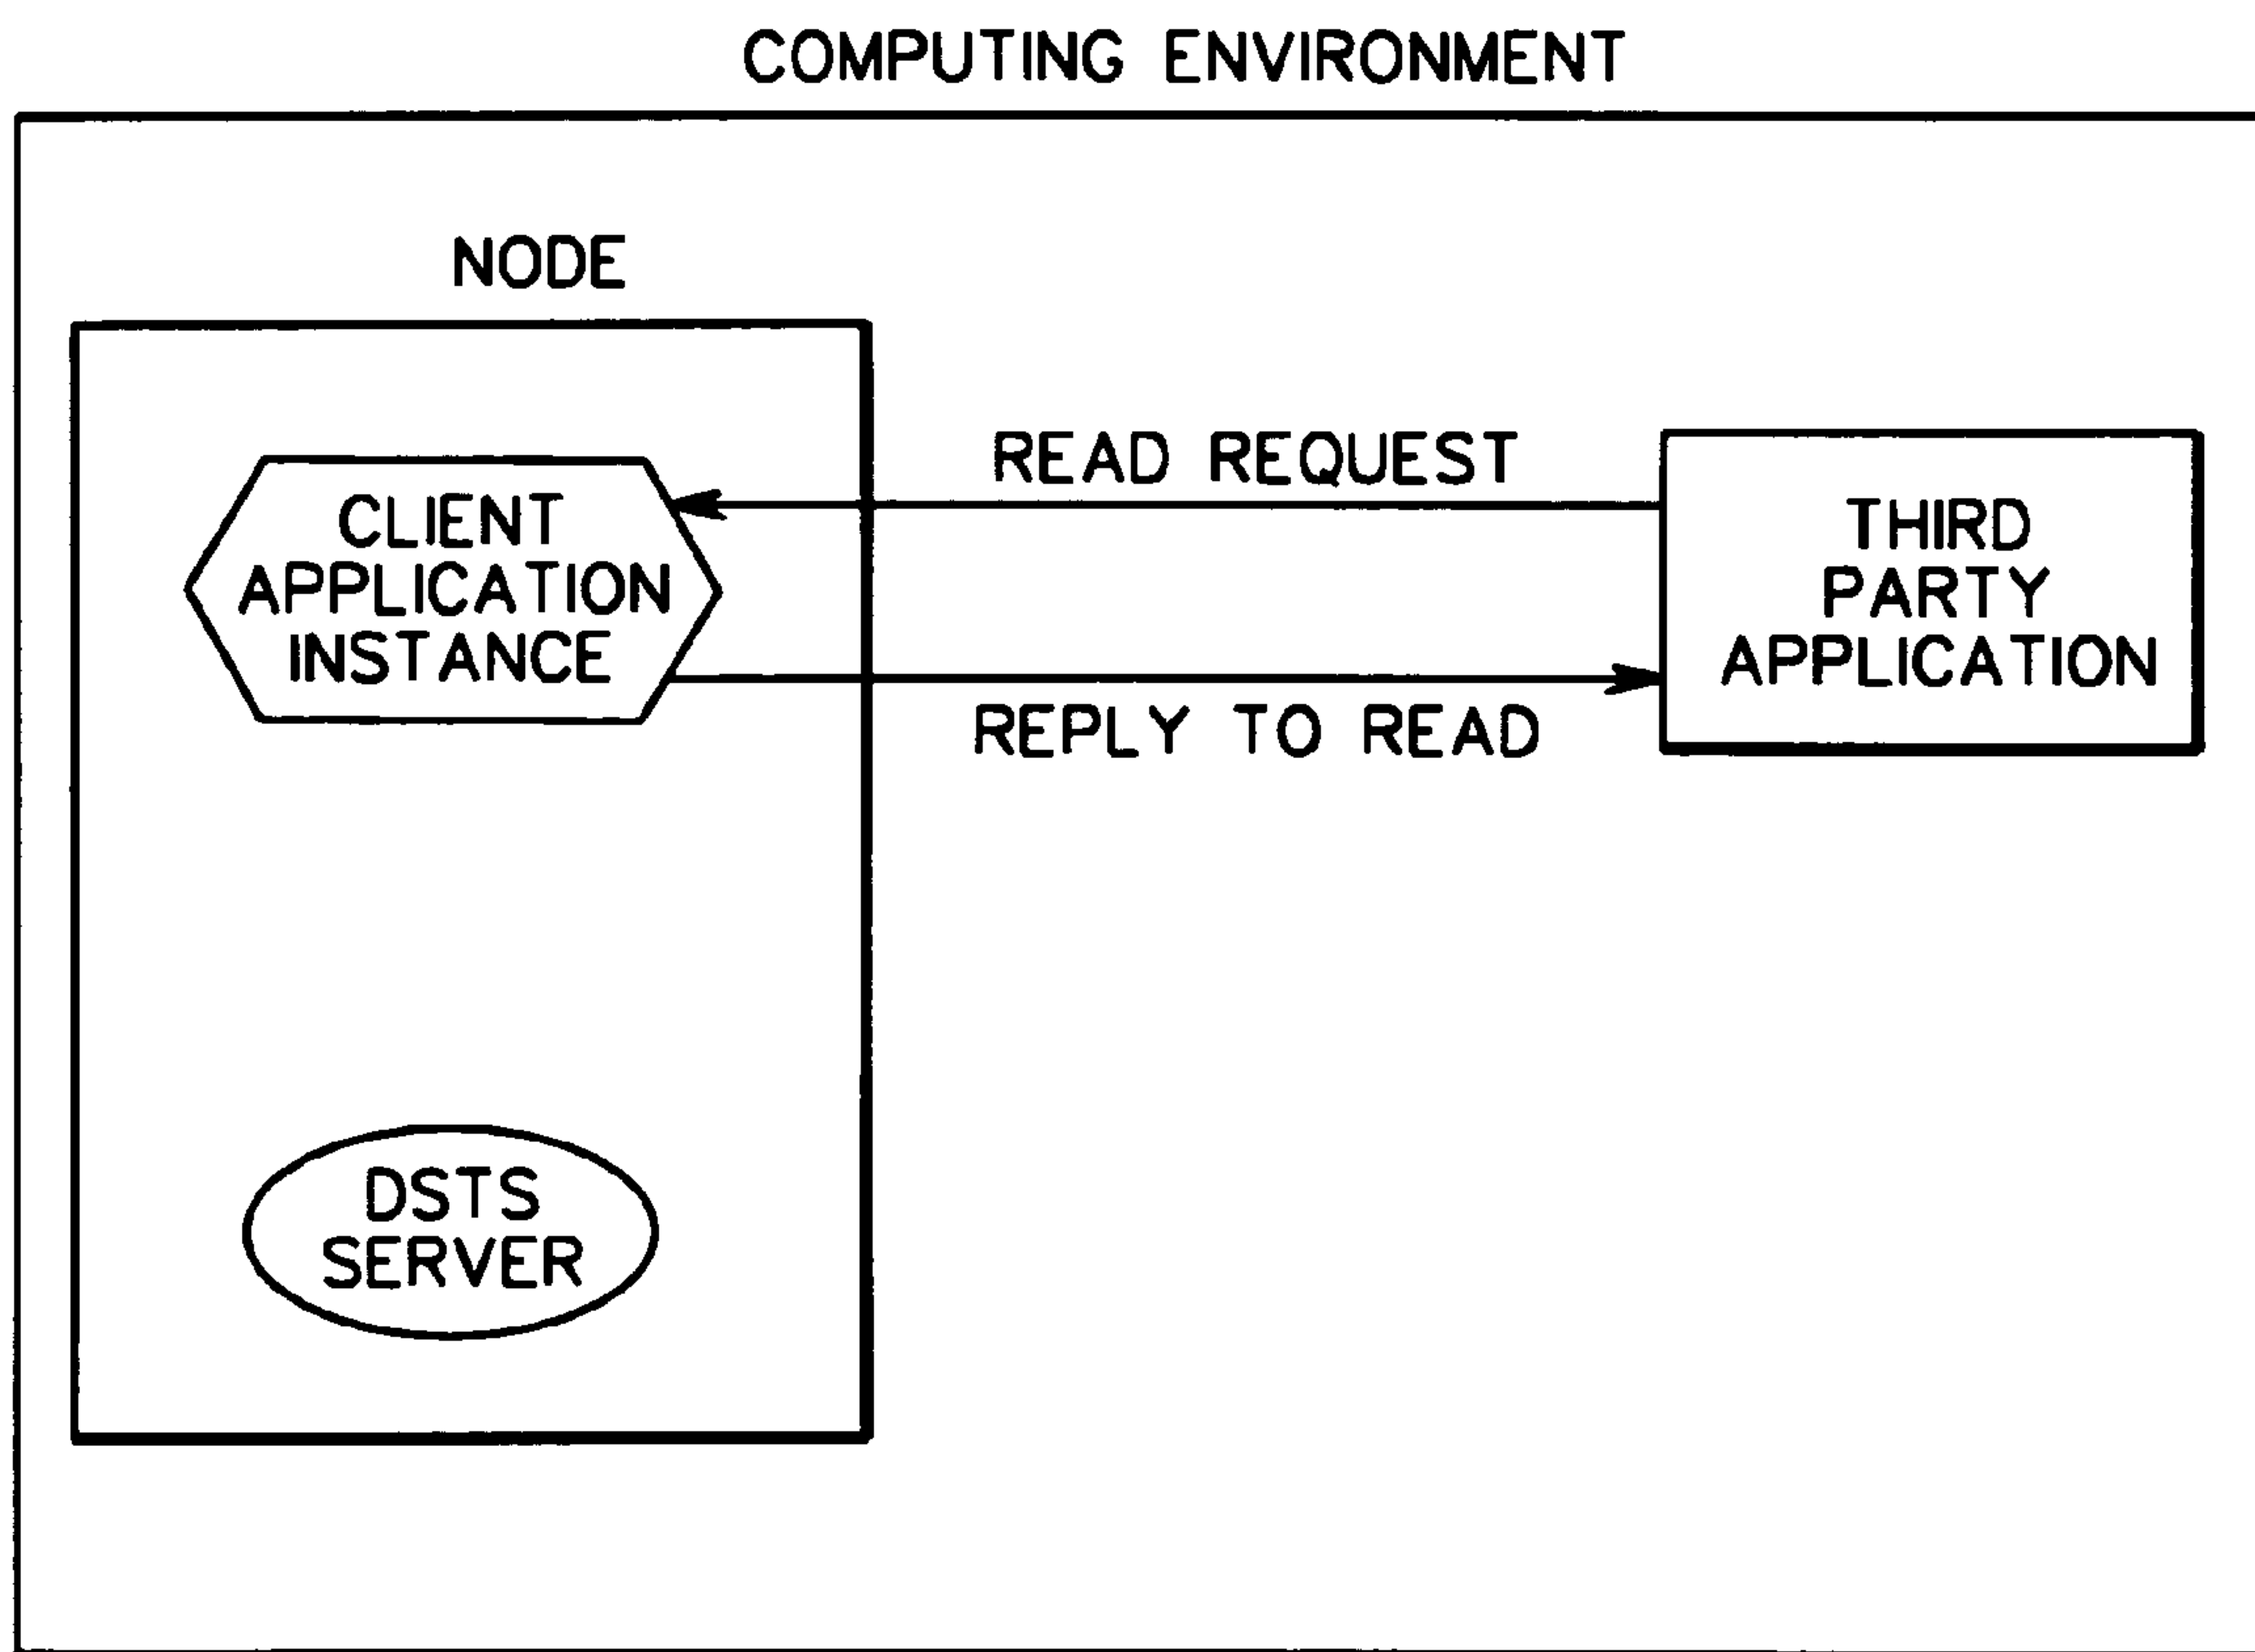 COMPUTING ENVIRONMENT
NODE
CLIENT
APPLICATION
INSTANCE
READ REQUEST
REPLY TO READ
THIRD
PARTY
APPLICATION
DSTS
SERVER